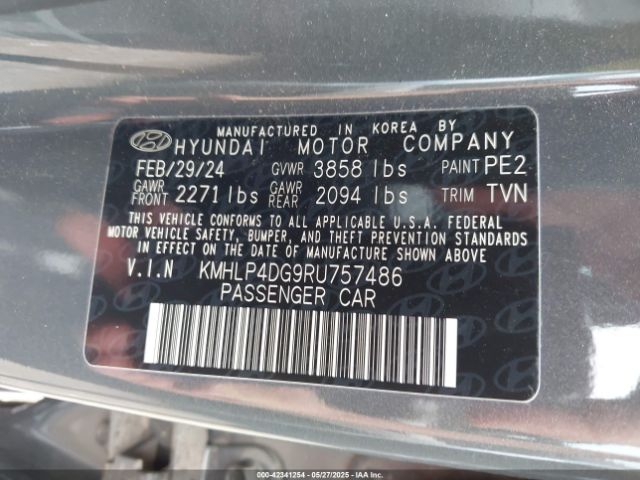 MANUFACTURED IN KOREA BY
HYUNDAI MOTOR COMPANY
FEB/29/24 GVWR 3858 lbs PAINT PE2
GAWR FRONT 2271 lbs GAWR REAR 2094 lbs TRIM TVN
THIS VEHICLE CONFORMS TO ALL APPLICABLE U.S.A. FEDERAL
MOTOR VEHICLE SAFETY, BUMPER, AND THEFT PREVENTION STANDARDS
IN EFFECT ON THE DATE OF MANUFACTURE SHOWN ABOVE
V.I.N KMHLP4DG9RU757486
PASSENGER CAR
000-42341254 - 05/27/2025 - IAAI.COM